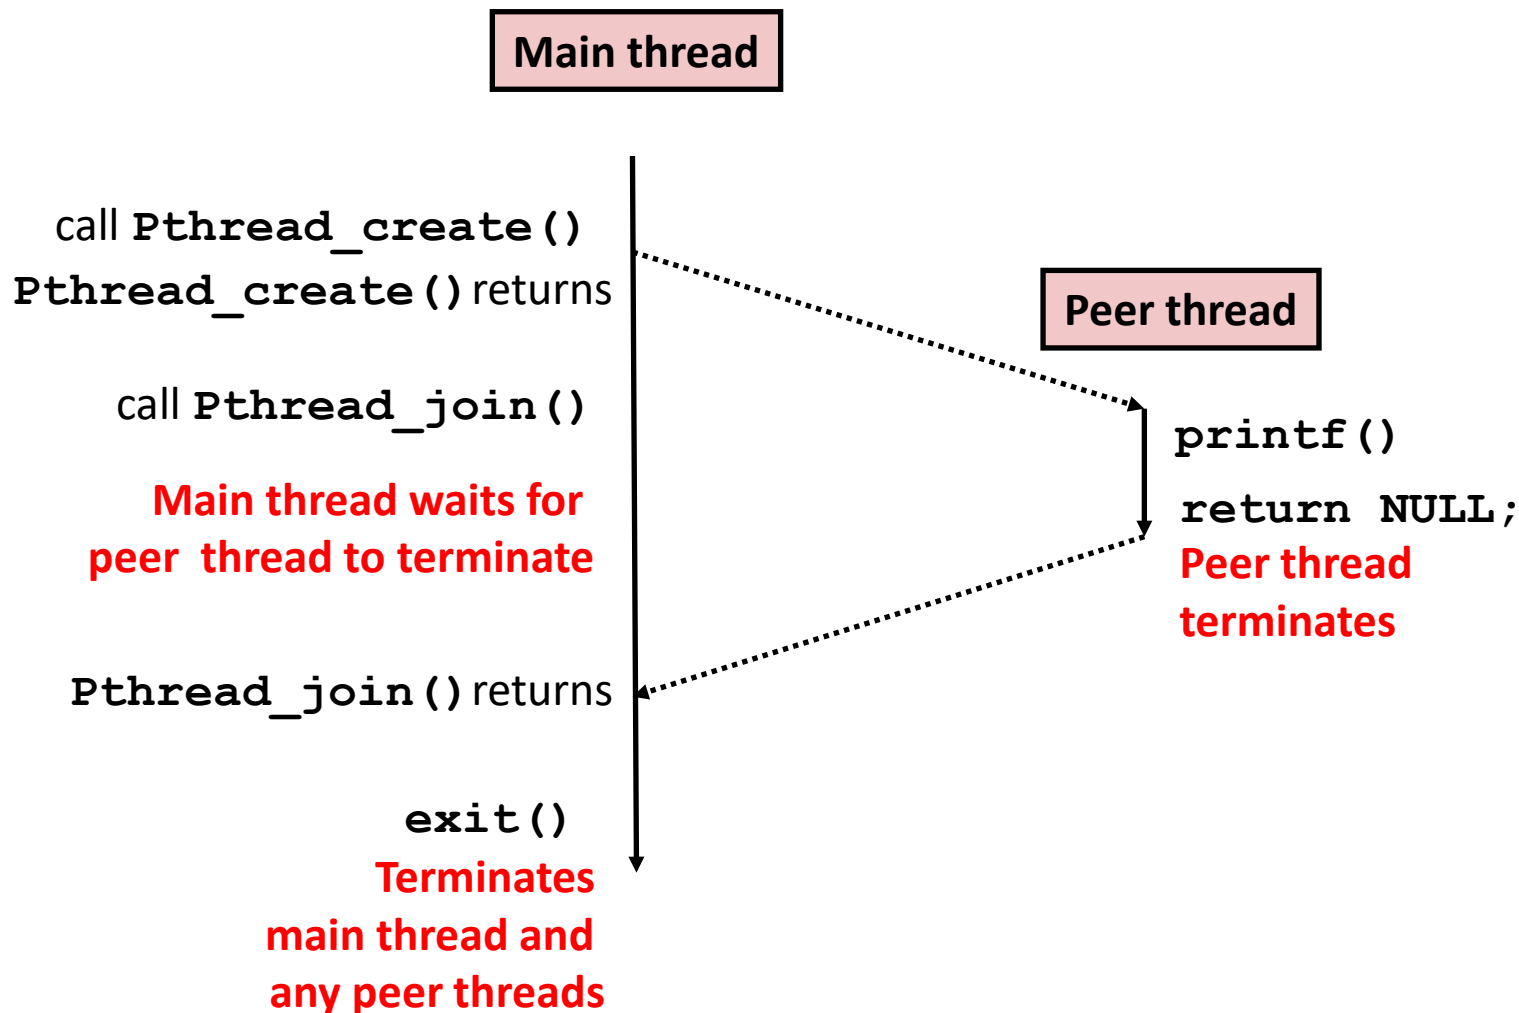 Main thread
call Pthread_create()
Pthread_create() returns
Peer thread
call Pthread_join()
printf()
Main thread waits for
peer thread to terminate
return NULL;
Peer thread
terminates
Pthread_join() returns
exit()
Terminates
main thread and
any peer threads